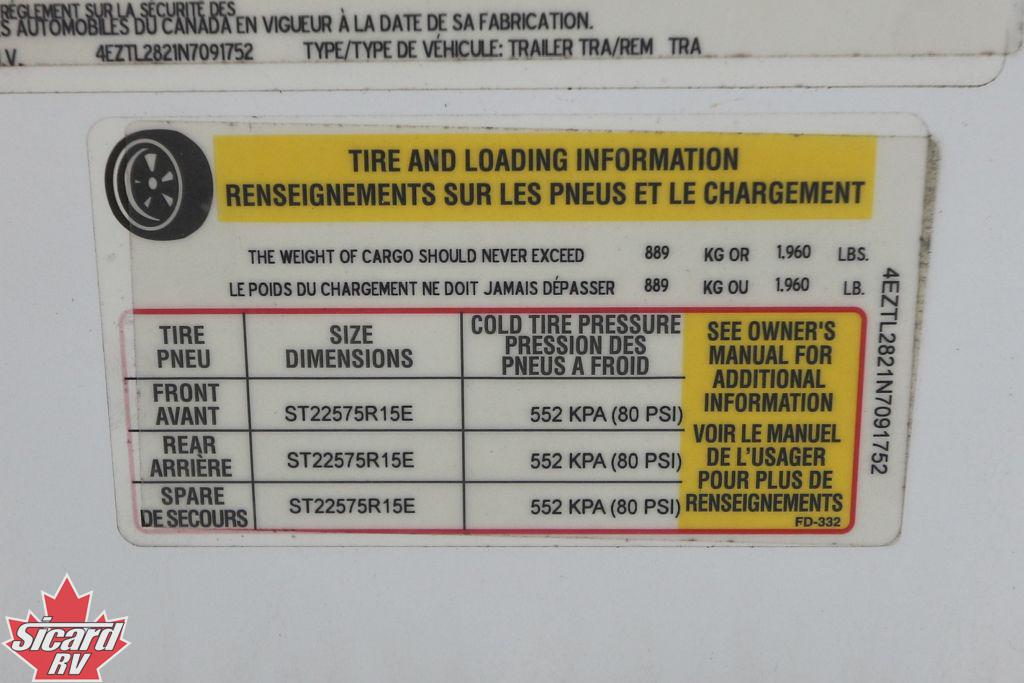 RÈGLEMENT SUR LA SÉCURITÉ DES
S AUTOMOBILES DU CANADA EN VIGUEUR À LA DATE DE SA FABRICATION.
I.V. 4EZTL2821N7091752 TYPE/TYPE DE VÉHICULE: TRAILER TRA/REM TRA
TIRE AND LOADING INFORMATION
RENSEIGNEMENTS SUR LES PNEUS ET LE CHARGEMENT
THE WEIGHT OF CARGO SHOULD NEVER EXCEED 889 KG OR 1.960 LBS.
LE POIDS DU CHARGEMENT NE DOIT JAMAIS DÉPASSER 889 KG OU 1.960 LB.
TIRE
PNEU
SIZE
DIMENSIONS
COLD TIRE PRESSURE
PRESSION DES
PNEUS A FROID
FRONT
AVANT
ST22575R15E
552 KPA (80 PSI)
REAR
ARRIÈRE
ST22575R15E
552 KPA (80 PSI)
SPARE
DE SECOURS
ST22575R15E
552 KPA (80 PSI)
SEE OWNER'S
MANUAL FOR
ADDITIONAL
INFORMATION
VOIR LE MANUEL
DE L'USAGER
POUR PLUS DE
RENSEIGNEMENTS
FD-332
4EZTL2821N7091752
Sicard
RV